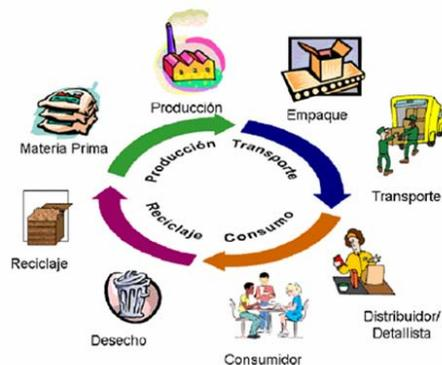 Producción
Empaque
Materia Prima
Transporte
Producción
Transporte
Reciclaje
Consumo
Reciclaje
Distribuidor/
Detallista
Desecho
Consumidor